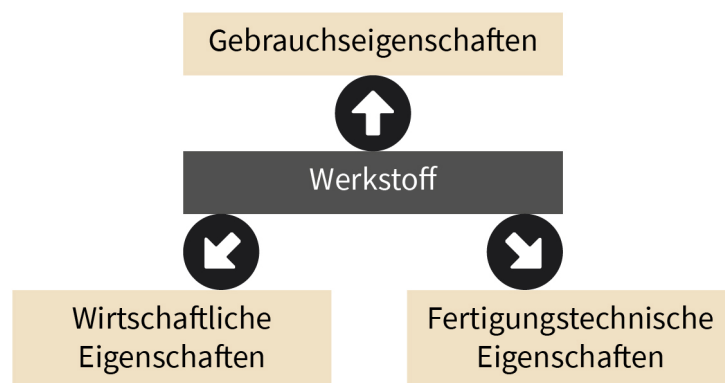 Gebrauchseigenschaften
Werkstoff
Wirtschaftliche
Eigenschaften
Fertigungstechnische
Eigenschaften